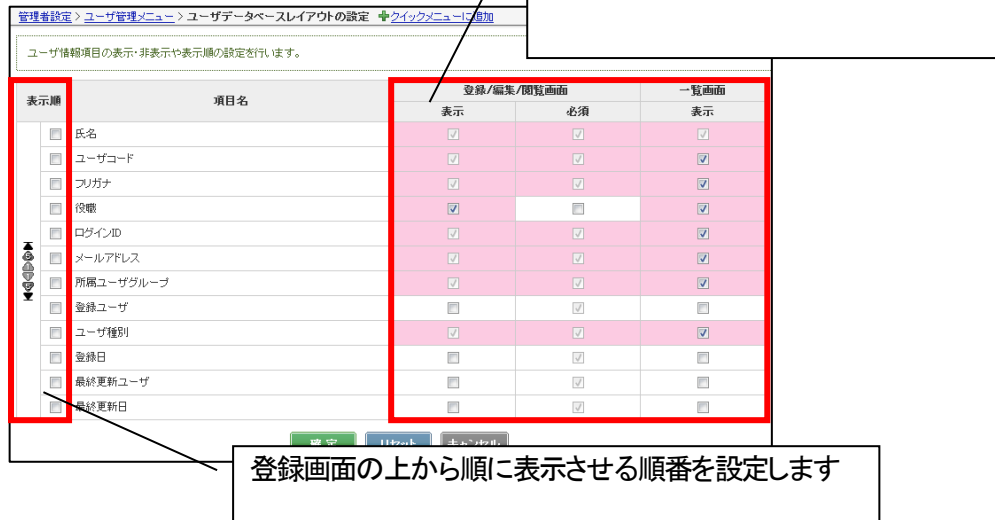 管理者設定 > ユーザ管理メニュー > ユーザデータベースレイアウトの設定 クイックメニューに追加
ユーザ情報項目の表示・非表示や表示順の設定を行います。
表示順 項目名 登録/編集/閲覧画面 一覧画面
表示 必須 表示
氏名
ユーザコード
フリガナ
役職
ログインID
メールアドレス
所属ユーザグループ
登録ユーザ
ユーザ種別
登録日
最終更新ユーザ
最終更新日
確定 リセット キャンセル
登録画面の上から順に表示させる順番を設定します